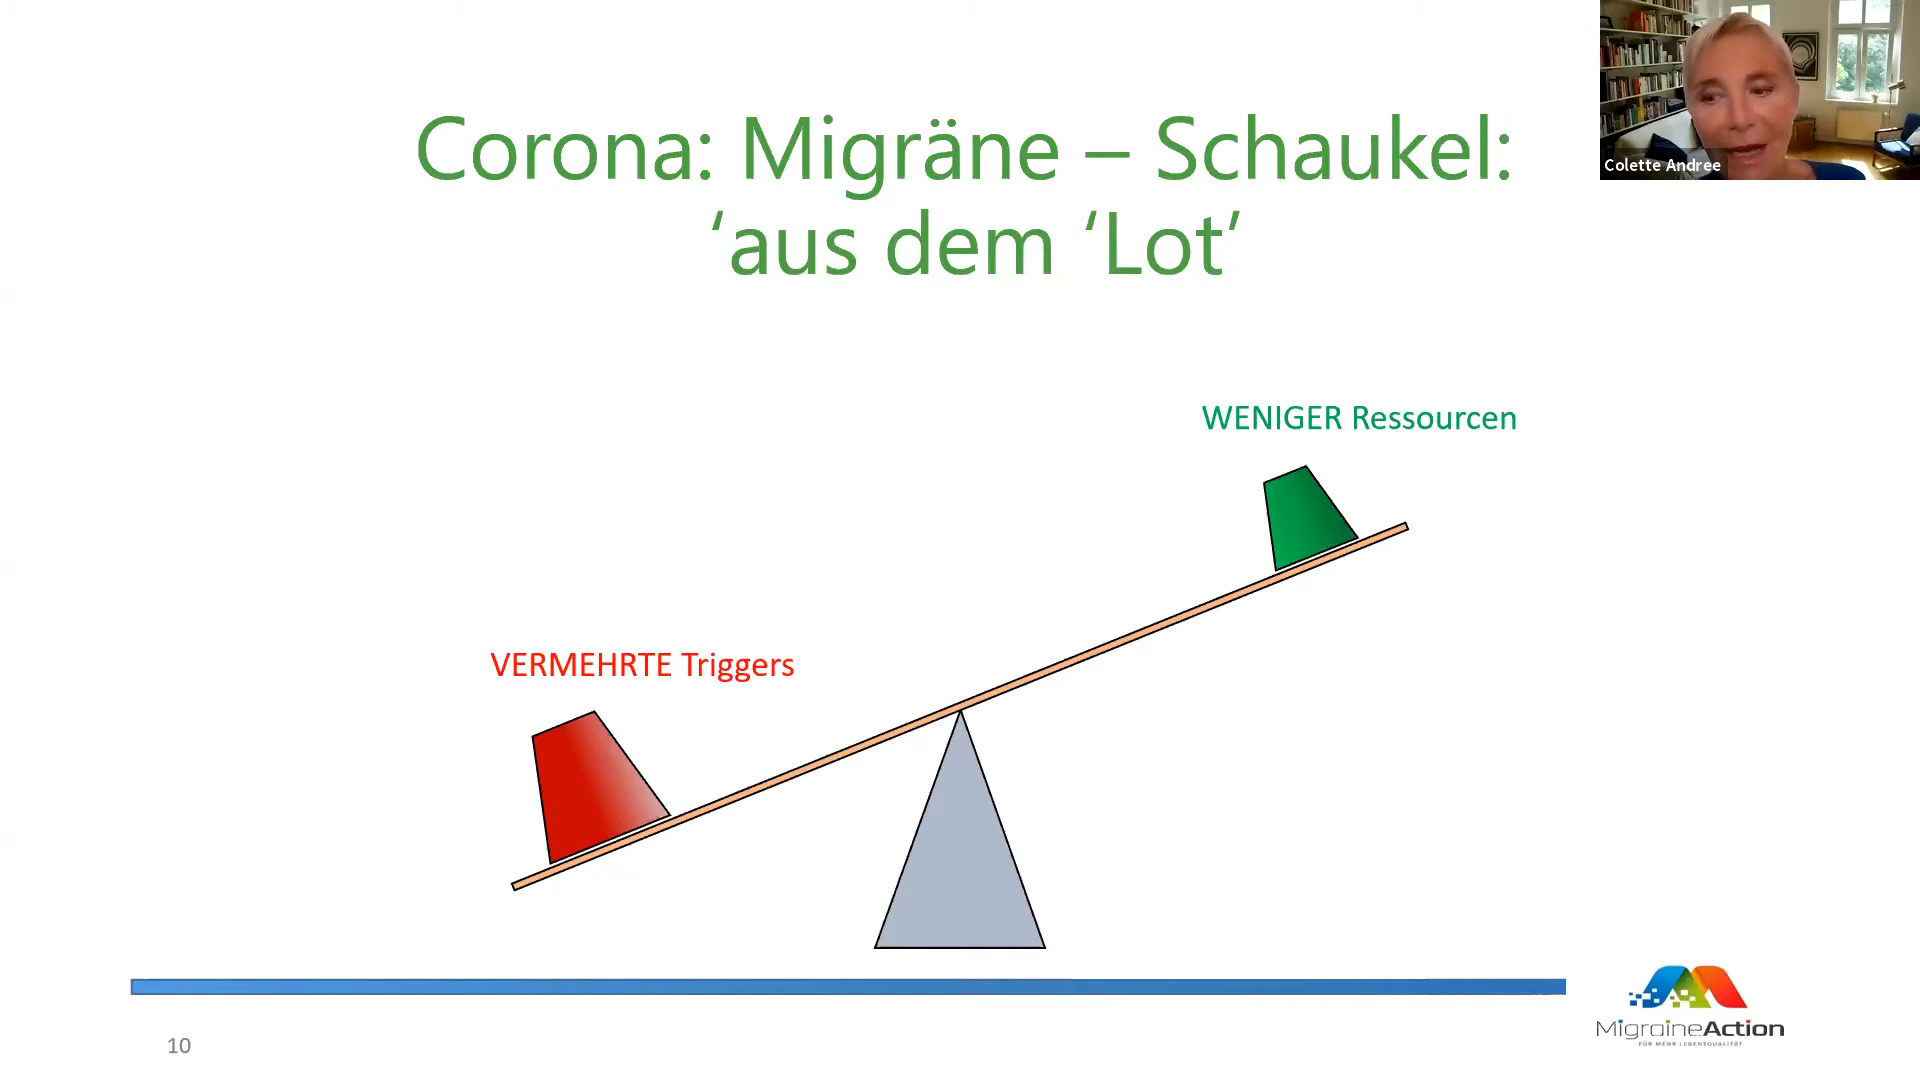 Corona: Migräne – Schaukel:
‘aus dem ‘Lot’
Colette Andree
WENIGER Ressourcen
VERMEHRTE Triggers
MigraineAction
FÜR MEHR LEBENSQUALITÄT
10